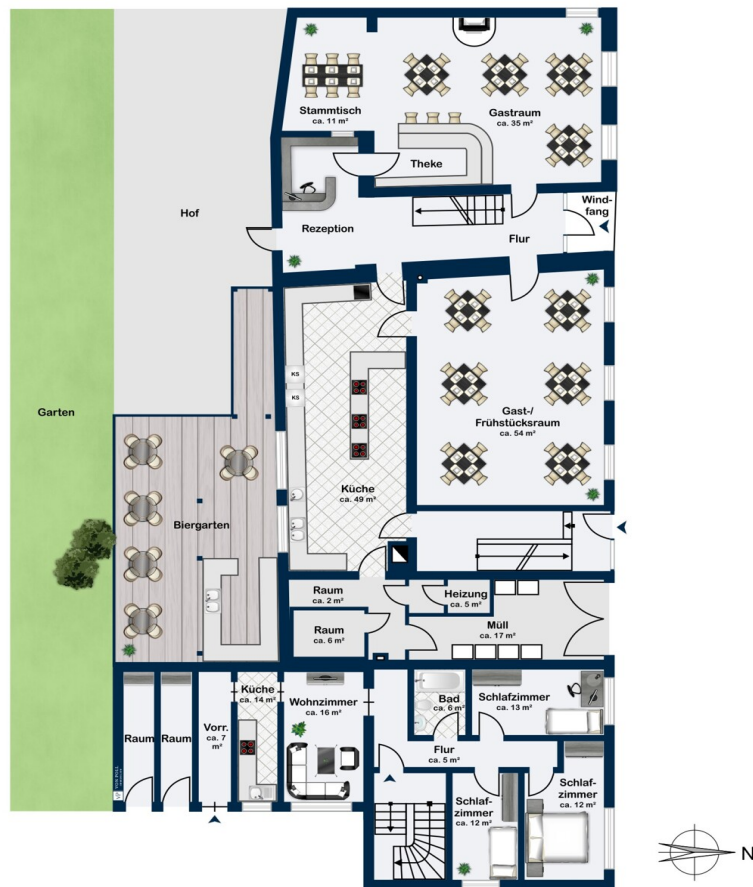 Stammtisch
ca. 11 m²
Gastraum
ca. 35 m²
Theke
Wind-
fang
Hof
Rezeption
Flur
KS
KS
Garten
Gast-/
Frühstücksraum
ca. 54 m²
Küche
ca. 49 m²
Biergarten
Raum
ca. 2 m²
Heizung
ca. 5 m²
Raum
ca. 6 m²
Müll
ca. 17 m²
Küche
ca. 14 m²
Wohnzimmer
ca. 16 m²
Bad
ca. 6 m²
Schlafzimmer
ca. 13 m²
Raum
Raum
Vorr.
ca. 7
m²
Flur
ca. 5 m²
Schlaf-
zimmer
ca. 12 m²
Schlaf-
zimmer
ca. 12 m²
VON POLL
N